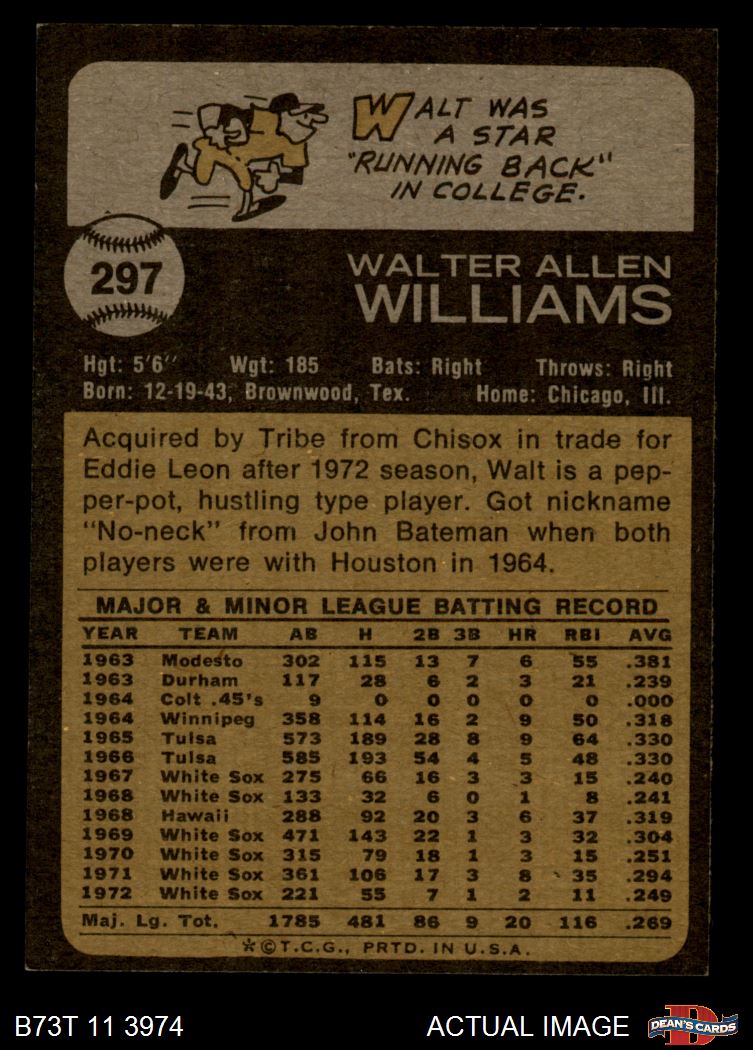 WALT WAS
A STAR
"RUNNING BACK"
IN COLLEGE.
297
WALTER ALLEN
WILLIAMS
Hgt: 5'6" Wgt: 185 Bats: Right Throws: Right
Born: 12-19-43, Brownwood, Tex. Home: Chicago, Ill.
Acquired by Tribe from Chisox in trade for
Eddie Leon after 1972 season, Walt is a pep-
per-pot, hustling type player. Got nickname
"No-neck" from John Bateman when both
players were with Houston in 1964.
MAJOR & MINOR LEAGUE BATTING RECORD
YEAR TEAM AB H 2B 3B HR RBI AVG
1963 Modesto 302 115 13 7 6 55 .381
1963 Durham 117 28 6 2 3 21 .239
1964 Colt .45's 9 0 0 0 0 0 .000
1964 Winnipeg 358 114 16 2 9 50 .318
1965 Tulsa 573 189 28 8 9 64 .330
1966 Tulsa 585 193 54 4 5 48 .330
1967 White Sox 275 66 16 3 3 15 .240
1968 White Sox 133 32 6 0 1 8 .241
1968 Hawaii 288 92 20 3 6 37 .319
1969 White Sox 471 143 22 1 3 32 .304
1970 White Sox 315 79 18 1 3 15 .251
1971 White Sox 361 106 17 3 8 35 .294
1972 White Sox 221 55 7 1 2 11 .249
Maj. Lg. Tot. 1785 481 86 9 20 116 .269
*©T.C.G., PRTD. IN U.S.A.
B73T 11 3974 ACTUAL IMAGE
D
DEAN'S CARDS